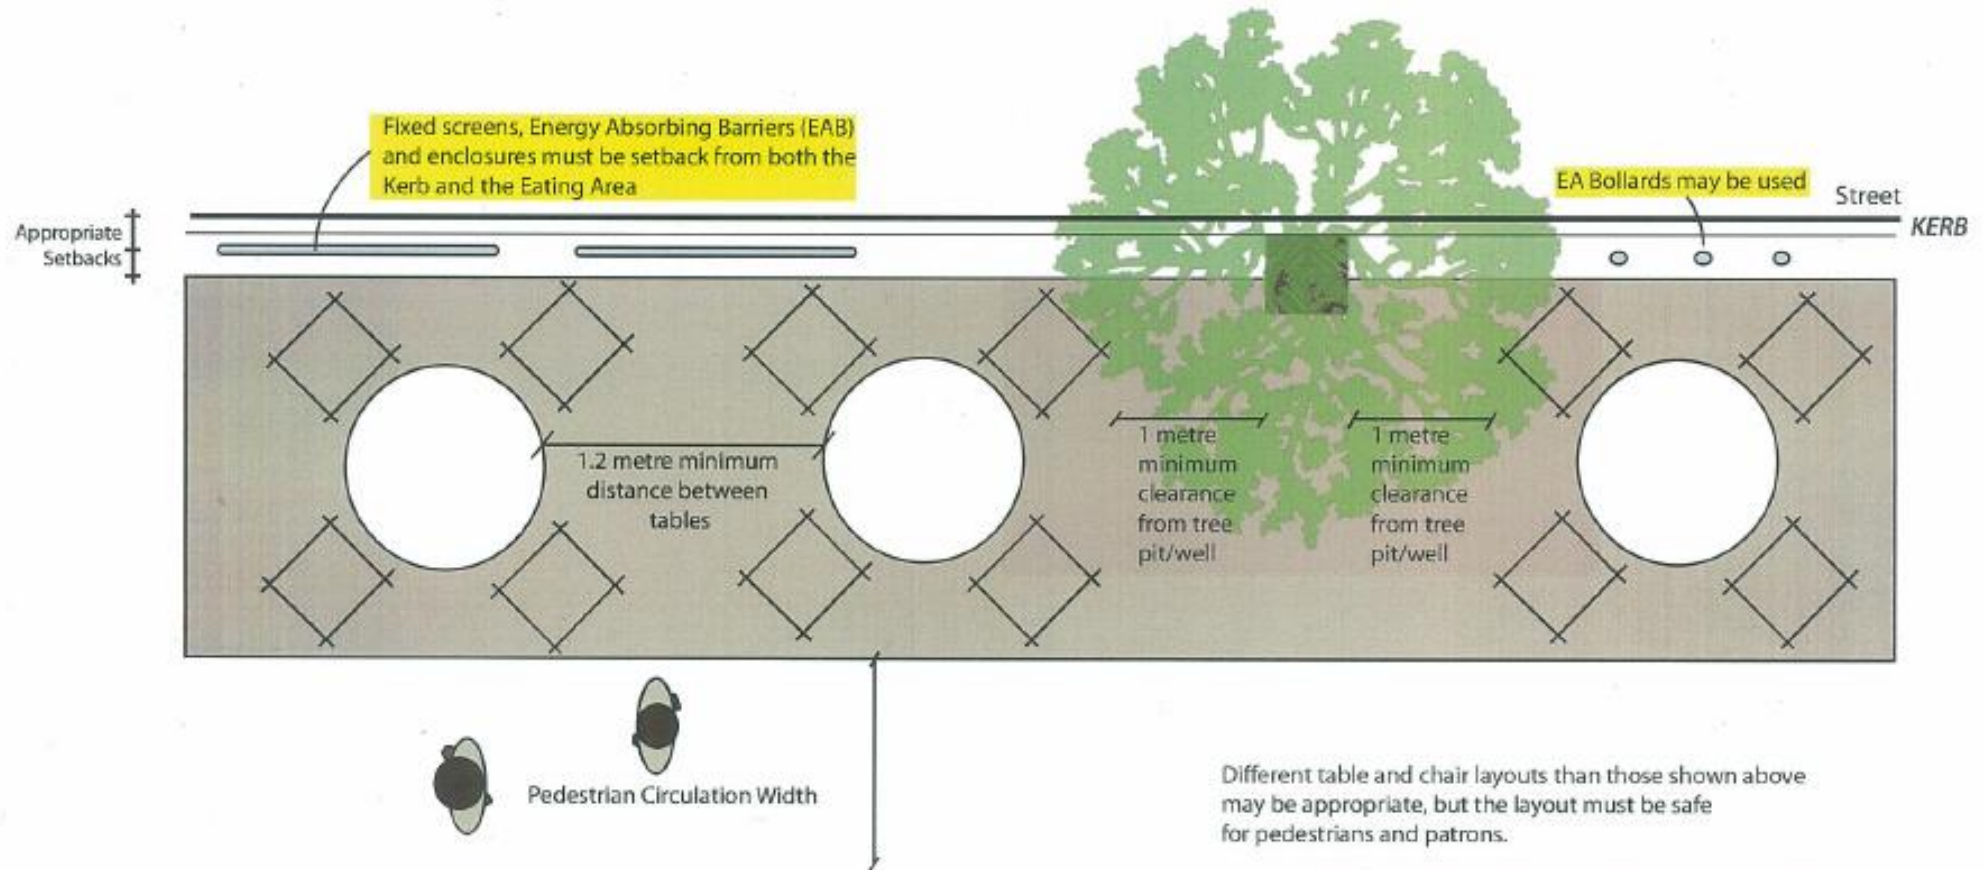 Fixed screens, Energy Absorbing Barriers (EAB)
and enclosures must be setback from both the
Kerb and the Eating Area
EA Bollards may be used
Street
KERB
Appropriate
Setbacks
1.2 metre minimum
distance between
tables
1 metre
minimum
clearance
from tree
pit/well
1 metre
minimum
clearance
from tree
pit/well
Pedestrian Circulation Width
Different table and chair layouts than those shown above
may be appropriate, but the layout must be safe
for pedestrians and patrons.